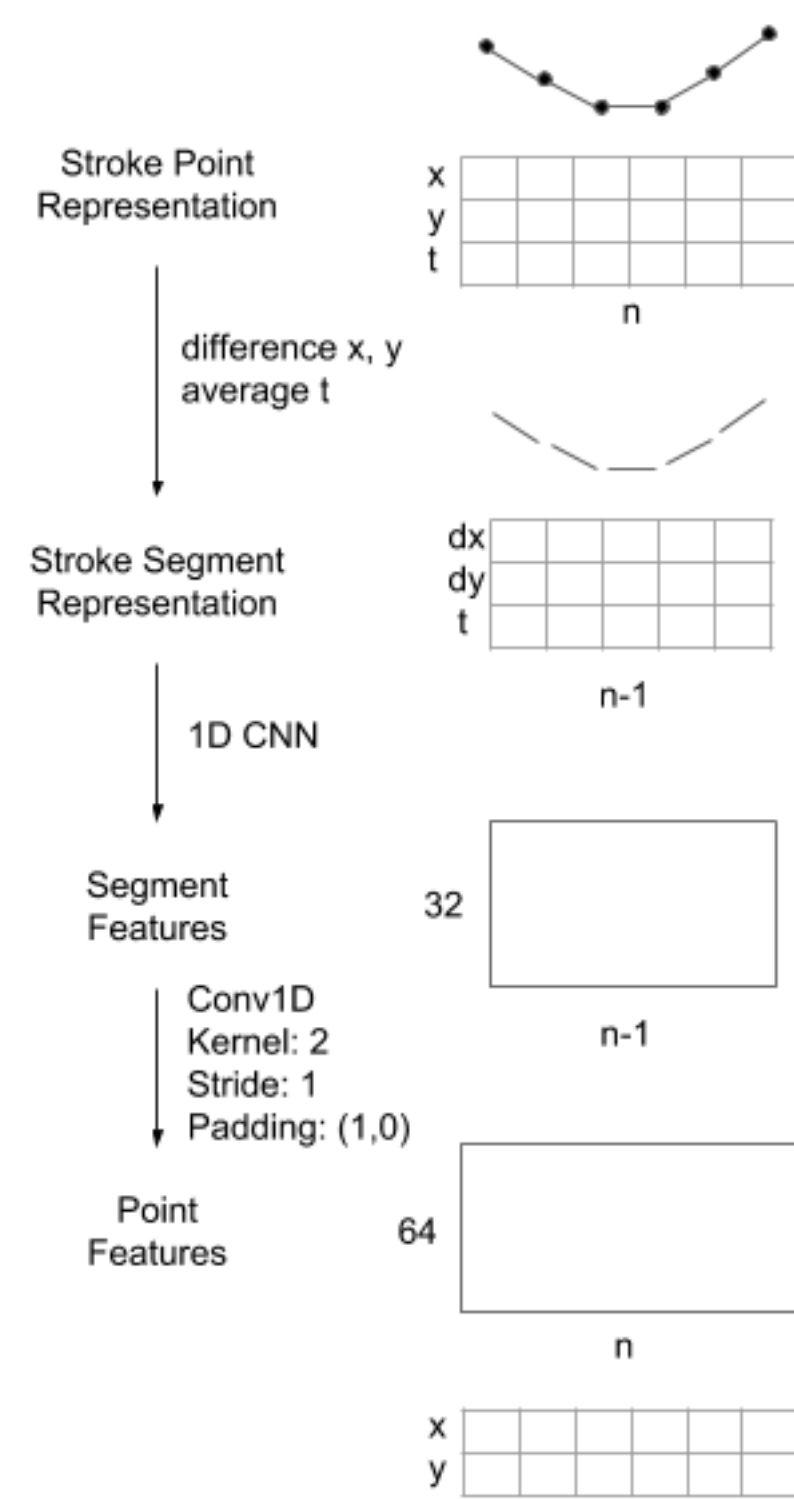 Stroke Point
Representation
x
y
t
n
difference x, y
average t
Stroke Segment
Representation
dx
dy
t
n-1
1D CNN
Segment
Features
32
n-1
Conv1D
Kernel: 2
Stride: 1
Padding: (1,0)
Point
Features
64
n
x
y